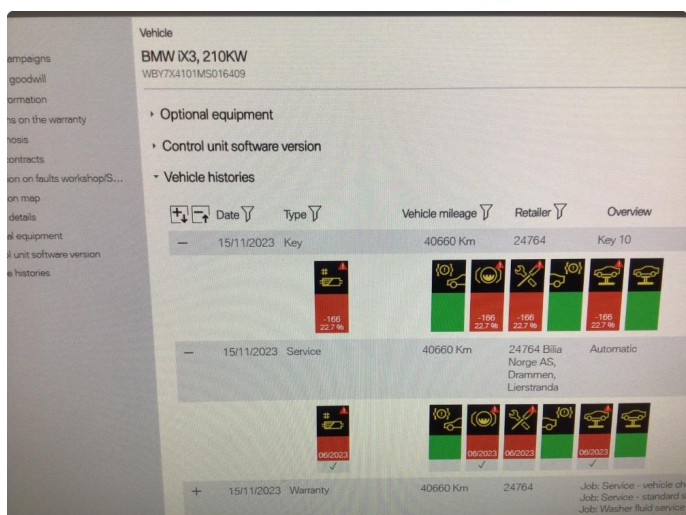 Vehicle
BMW iX3, 210KW
WBY7X4101MS016409
ampaigns
goodwill
ormation
ns on the warranty
nosis
contracts
on on faults workshop/S...
on map
details
al equipment
ol unit software version
e histories
Optional equipment
Control unit software version
Vehicle histories
Date Type Vehicle mileage Retailer Overview
15/11/2023 Key 40660 Km 24764 Key 10
-166 -166 -166 -166
22.7 % 22.7 % 22.7 % 22.7 %
15/11/2023 Service 40660 Km 24764 Bilia Automatic
Norge AS,
Drammen,
Lierstranda
06/2023 06/2023 06/2023 06/2023
15/11/2023 Warranty 40660 Km 24764 Job: Service - vehicle ch
Job: Service - standard s
Job: Washer fluid service